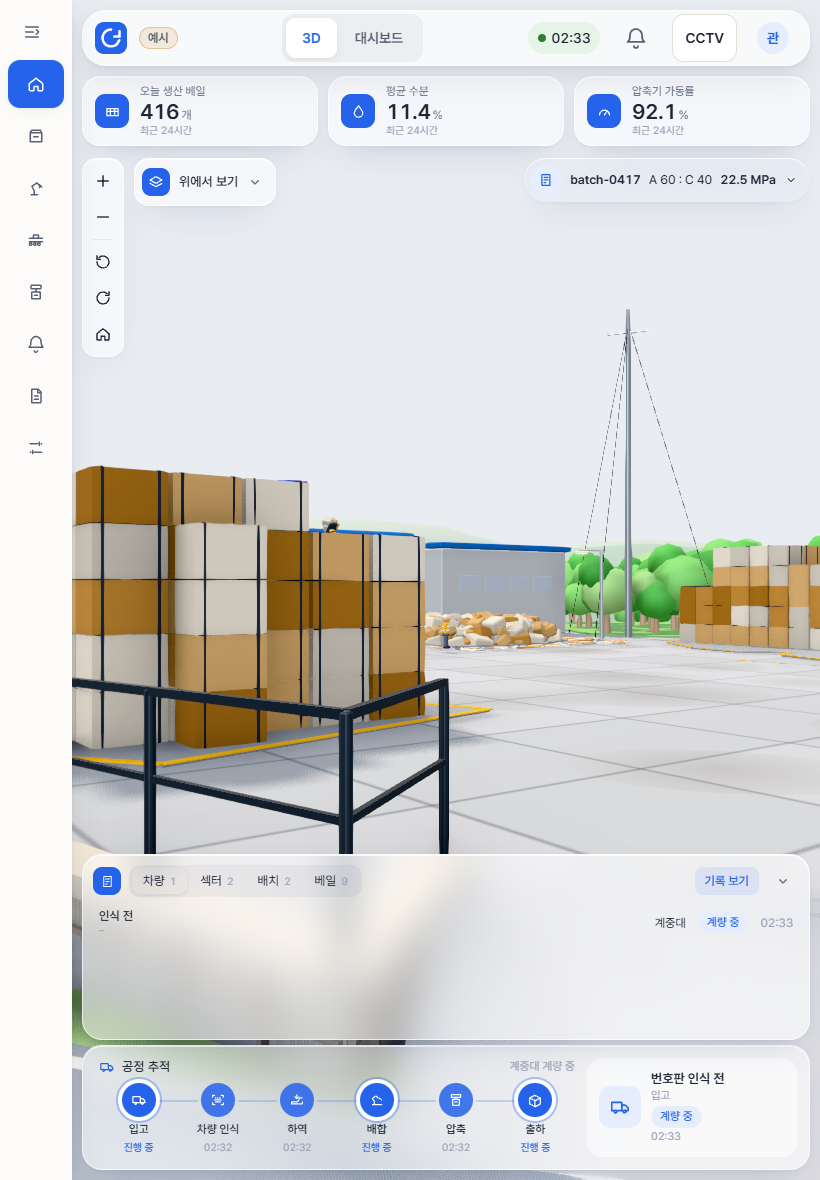 예시
3D
대시보드
02:33
CCTV
관
오늘 생산 베일
416개
최근 24시간
평균 수분
11.4%
최근 24시간
압축기 가동률
92.1%
최근 24시간
위에서 보기
batch-0417 A 60 : C 40 22.5 MPa
차량 1
섹터 2
배치 2
베일 9
기록 보기
인식 전
–
계중대 계량 중 02:33
공정 추적
계중대 계량 중
입고
진행 중
차량 인식
02:32
하역
02:32
배합
진행 중
압축
02:32
출하
진행 중
번호판 인식 전
입고
계량 중
02:33